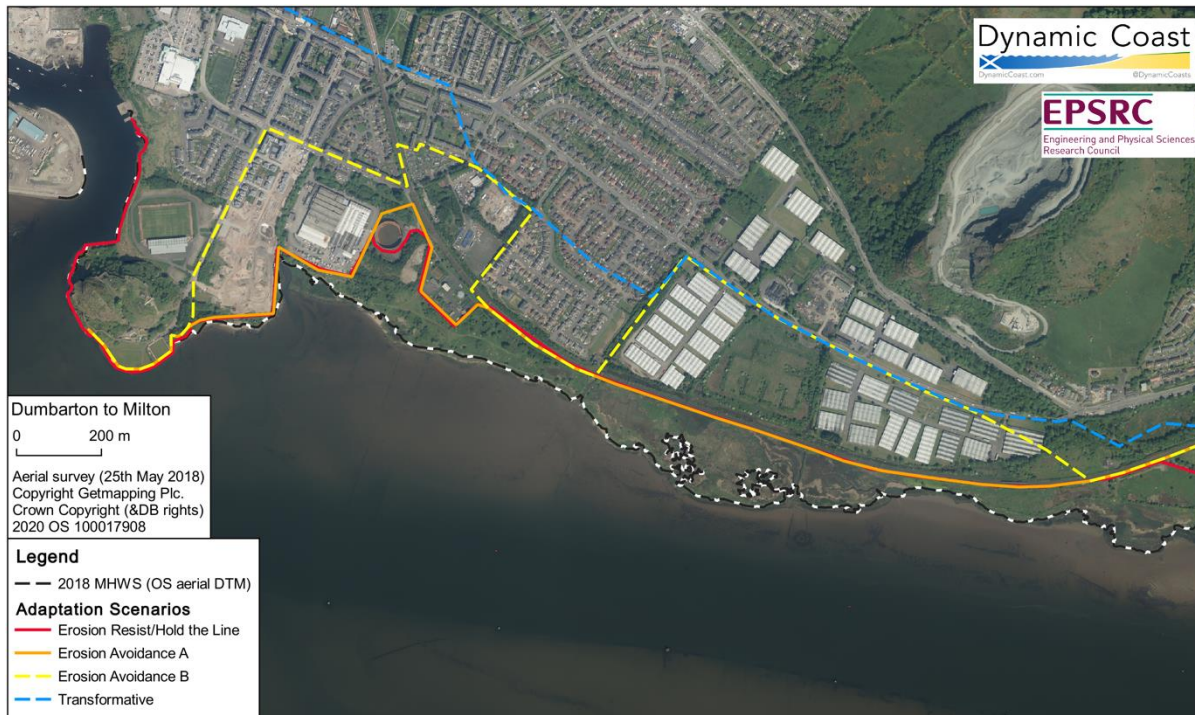 Dynamic Coast
DynamicCoast.com @DynamicCoasts
EPSRC
Engineering and Physical Sciences
Research Council
Dumbarton to Milton
0 200 m
Aerial survey (25th May 2018)
Copyright Getmapping Plc.
Crown Copyright (&DB rights)
2020 OS 100017908
Legend
2018 MHWS (OS aerial DTM)
Adaptation Scenarios
Erosion Resist/Hold the Line
Erosion Avoidance A
Erosion Avoidance B
Transformative